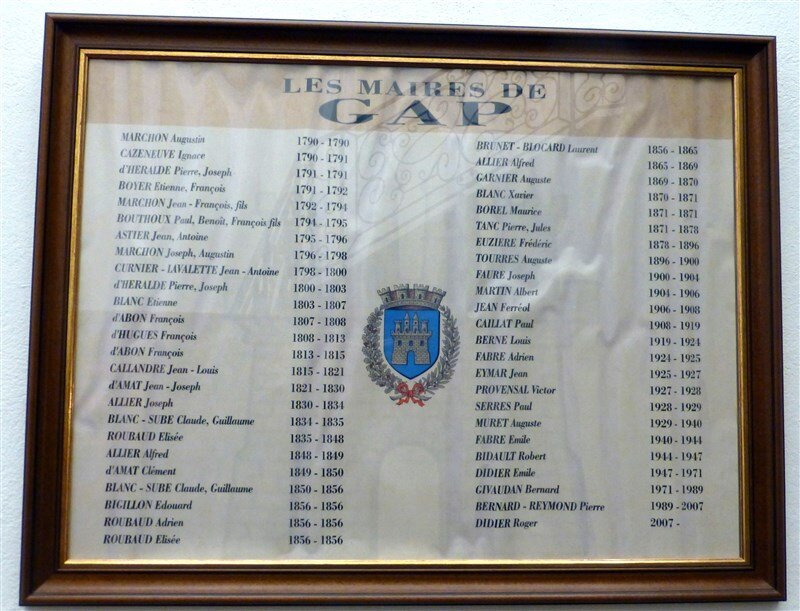 LES MAIRES DE
GAP
MARCHON Augustin 1790 - 1790
CAZENEUVE Ignace 1790 - 1791
d'HERALDE Pierre, Joseph 1791 - 1791
BOYER Etienne, François 1791 - 1792
MARCHON Jean - François, fils 1792 - 1794
BOUTHOUX Paul, Benoît, François fils 1794 - 1795
ASTIER Jean, Antoine 1795 - 1796
MARCHON Joseph, Augustin 1796 - 1798
CURNIER - LAVALETTE Jean - Antoine 1798 - 1800
d'HERALDE Pierre, Joseph 1800 - 1803
BLANC Etienne 1803 - 1807
d'ABON François 1807 - 1808
d'HUGUES François 1808 - 1813
d'ABON François 1813 - 1815
CALLANDRE Jean - Louis 1815 - 1821
d'AMAT Jean - Joseph 1821 - 1830
ALLIER Joseph 1830 - 1834
BLANC - SUBE Claude, Guillaume 1834 - 1835
ROUBAUD Elisée 1835 - 1848
ALLIER Alfred 1848 - 1849
d'AMAT Clément 1849 - 1850
BLANC - SUBE Claude, Guillaume 1850 - 1856
BIGILLON Edouard 1856 - 1856
ROUBAUD Adrien 1856 - 1856
ROUBAUD Elisée 1856 - 1856
BRUNET - BLOCARD Laurent 1856 - 1865
ALLIER Alfred 1865 - 1869
GARNIER Auguste 1869 - 1870
BLANC Xavier 1870 - 1871
BOREL Maurice 1871 - 1871
TANC Pierre, Jules 1871 - 1878
EUZIERE Frédéric 1878 - 1896
TOURRES Auguste 1896 - 1900
FAURE Joseph 1900 - 1904
MARTIN Albert 1904 - 1906
JEAN Ferréol 1906 - 1908
CAILLAT Paul 1908 - 1919
BERNE Louis 1919 - 1924
FABRE Adrien 1924 - 1925
EYMAR Jean 1925 - 1927
PROVENSAL Victor 1927 - 1928
SERRES Paul 1928 - 1929
MURET Auguste 1929 - 1940
FABRE Emile 1940 - 1944
BIDAULT Robert 1944 - 1947
DIDIER Emile 1947 - 1971
GIVAUDAN Bernard 1971 - 1989
BERNARD - REYMOND Pierre 1989 - 2007
DIDIER Roger 2007 -